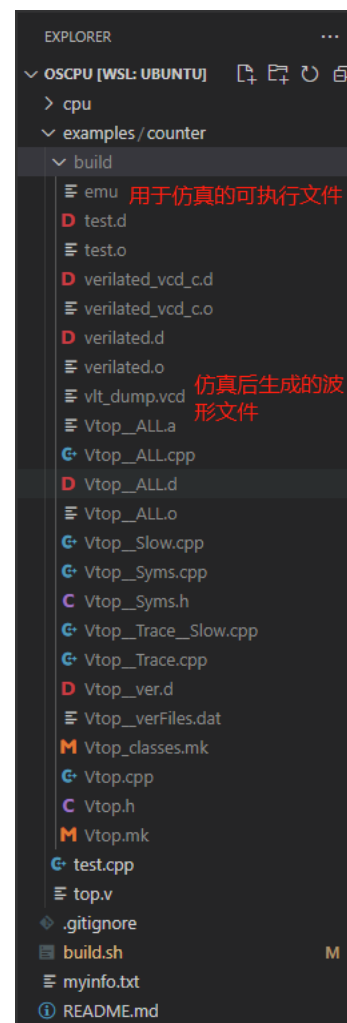 EXPLORER ...
OSCPU [WSL: UBUNTU]
cpu
examples / counter
build
emu 用于仿真的可执行文件
D test.d
test.o
D verilated_vcd_c.d
verilated_vcd_c.o
D verilated.d
verilated.o
仿真后生成的波
vlt_dump.vcd
形文件
Vtop__ALL.a
Vtop__ALL.cpp
D Vtop__ALL.d
Vtop__ALL.o
Vtop__Slow.cpp
Vtop__Syms.cpp
C Vtop__Syms.h
Vtop__Trace__Slow.cpp
Vtop__Trace.cpp
D Vtop__ver.d
Vtop__verFiles.dat
M Vtop_classes.mk
Vtop.cpp
C Vtop.h
M Vtop.mk
test.cpp
top.v
.gitignore
build.sh M
myinfo.txt
README.md